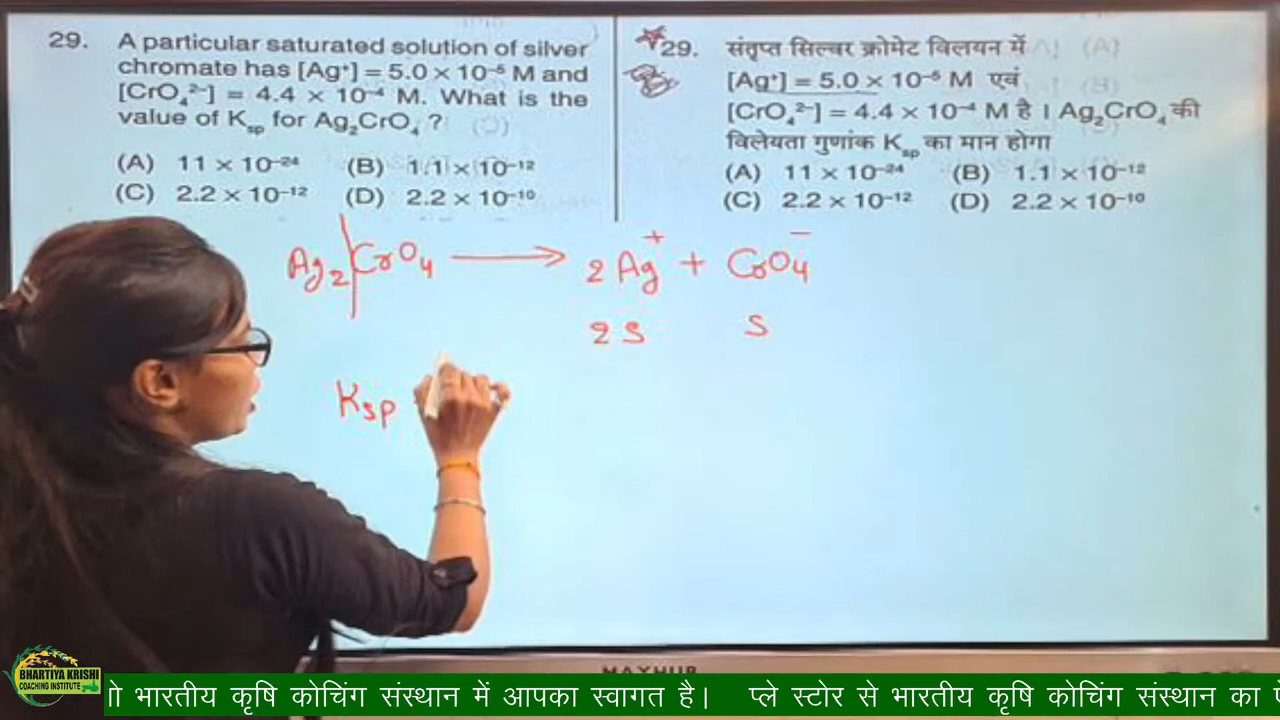 29. A particular saturated solution of silver
chromate has [Ag⁺] = 5.0 × 10⁻⁵ M and
[CrO₄²⁻] = 4.4 × 10⁻⁴ M. What is the
value of Kₛₚ for Ag₂CrO₄ ?
(A) 11 × 10⁻²⁴ (B) 1.1 × 10⁻¹²
(C) 2.2 × 10⁻¹² (D) 2.2 × 10⁻¹⁰
29. संतृप्त सिल्वर क्रोमेट विलयन में
[Ag⁺] = 5.0 × 10⁻⁵ M एवं
[CrO₄²⁻] = 4.4 × 10⁻⁴ M है । Ag₂CrO₄ की
विलेयता गुणांक Kₛₚ का मान होगा
(A) 11 × 10⁻²⁴ (B) 1.1 × 10⁻¹²
(C) 2.2 × 10⁻¹² (D) 2.2 × 10⁻¹⁰
Ag₂CrO₄ ⟶ 2Ag⁺ + CrO₄⁻
2S S
Ksp
MAXHUB
BHARTIYA KRISHI
COACHING INSTITUTE
भारतीय कृषि कोचिंग संस्थान में आपका स्वागत है। प्ले स्टोर से भारतीय कृषि कोचिंग संस्थान का